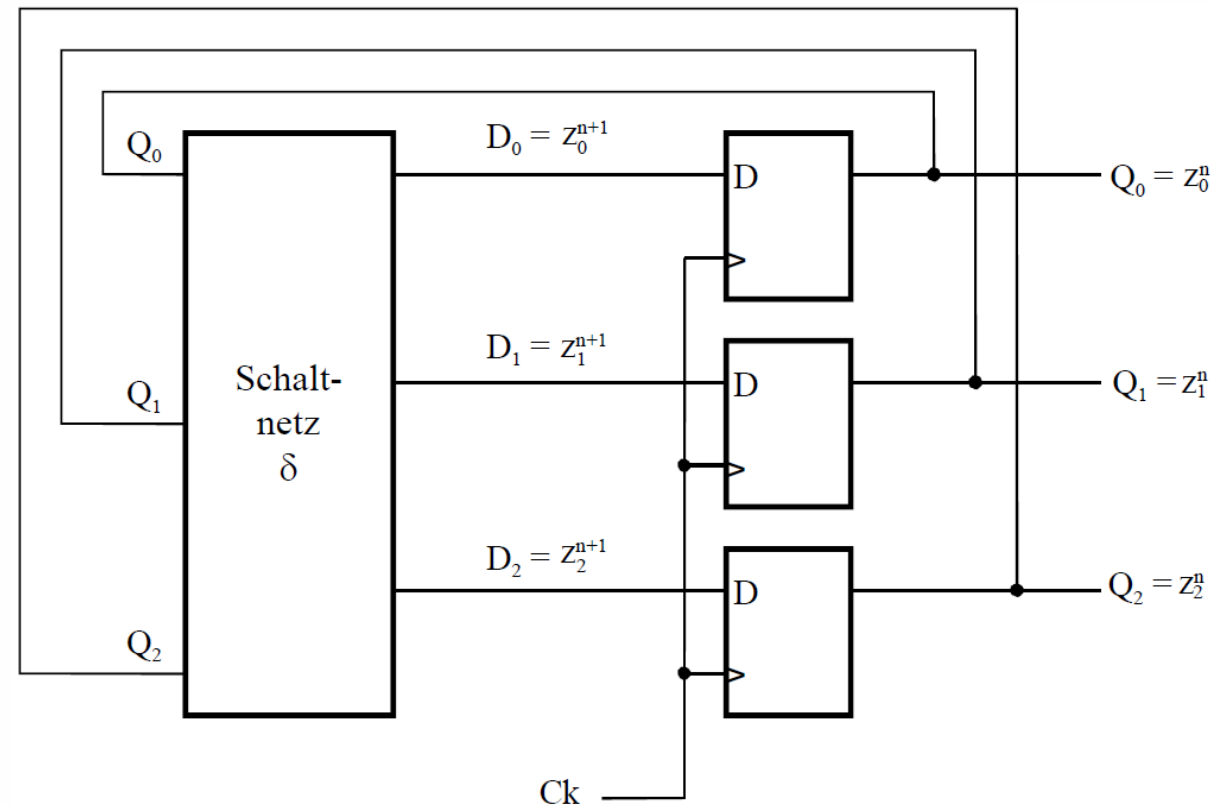 Q₀
D₀ = z₀ⁿ⁺¹
D
Q₀ = z₀ⁿ
Q₁
Schalt-
netz
δ
D₁ = z₁ⁿ⁺¹
D
Q₁ = z₁ⁿ
Q₂
D₂ = z₂ⁿ⁺¹
D
Q₂ = z₂ⁿ
Ck